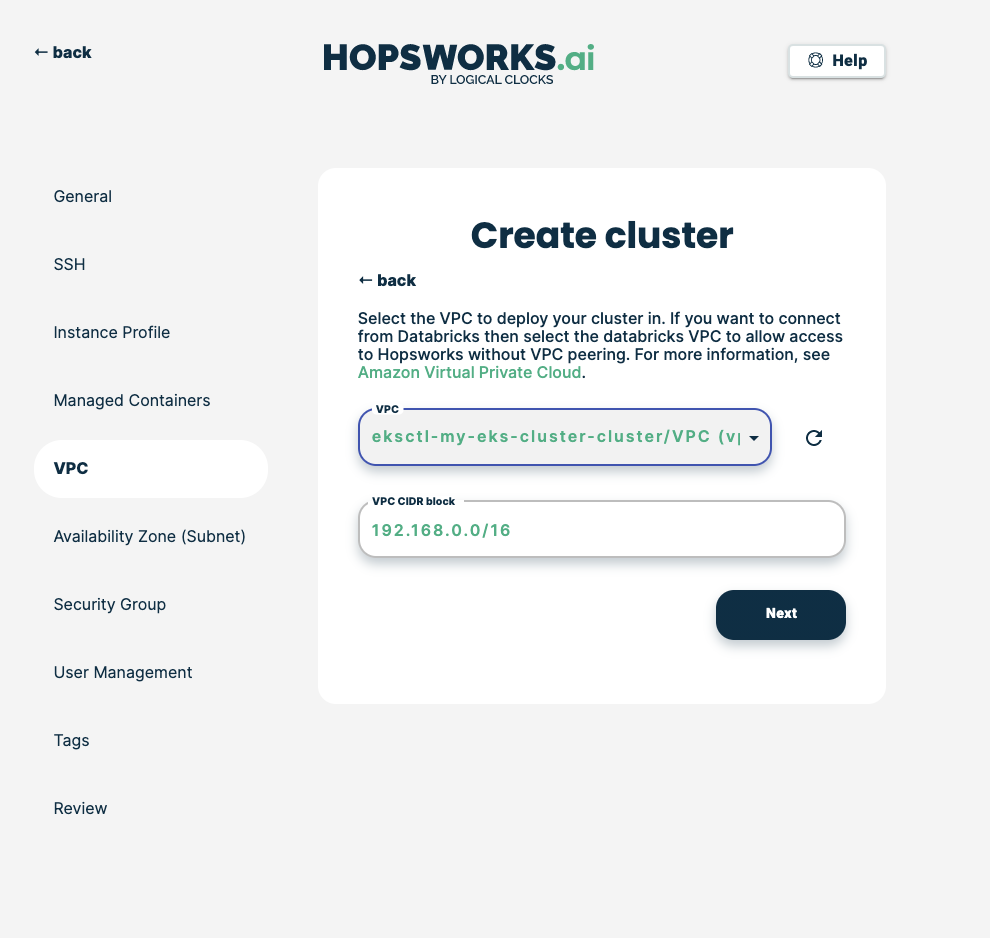 ← back
HOPSWORKS.ai
BY LOGICAL CLOCKS
Help
General
SSH
Instance Profile
Managed Containers
VPC
Availability Zone (Subnet)
Security Group
User Management
Tags
Review
Create cluster
← back
Select the VPC to deploy your cluster in. If you want to connect
from Databricks then select the databricks VPC to allow access
to Hopsworks without VPC peering. For more information, see
Amazon Virtual Private Cloud.
VPC
eksctl-my-eks-cluster-cluster/VPC (v
VPC CIDR block
192.168.0.0/16
Next